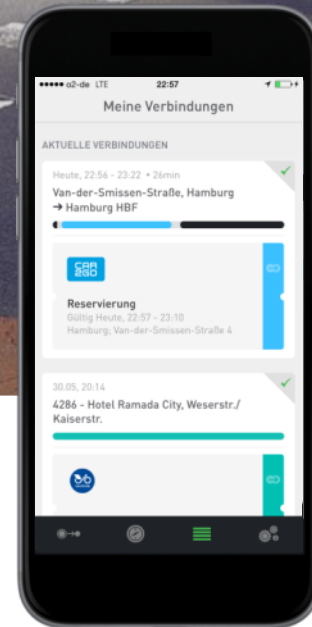 o2-de LTE 22:57
Meine Verbindungen
AKTUELLE VERBINDUNGEN
Heute, 22:56 - 23:22 • 26min
Van-der-Smissen-Straße, Hamburg
→ Hamburg HBF
CAR
2GO
Reservierung
Gültig Heute, 22:57 - 23:10
Hamburg; Van-der-Smissen-Straße 4
30.05, 20:14
4286 - Hotel Ramada City, Weserstr./
Kaiserstr.